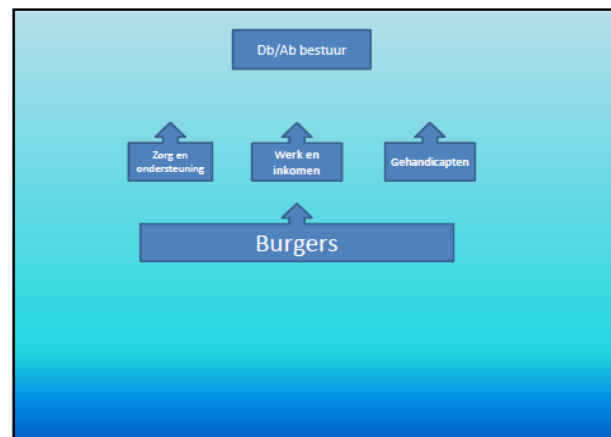 Db/Ab bestuur
Zorg en
ondersteuning
Werk en
inkomen
Gehandicapten
Burgers